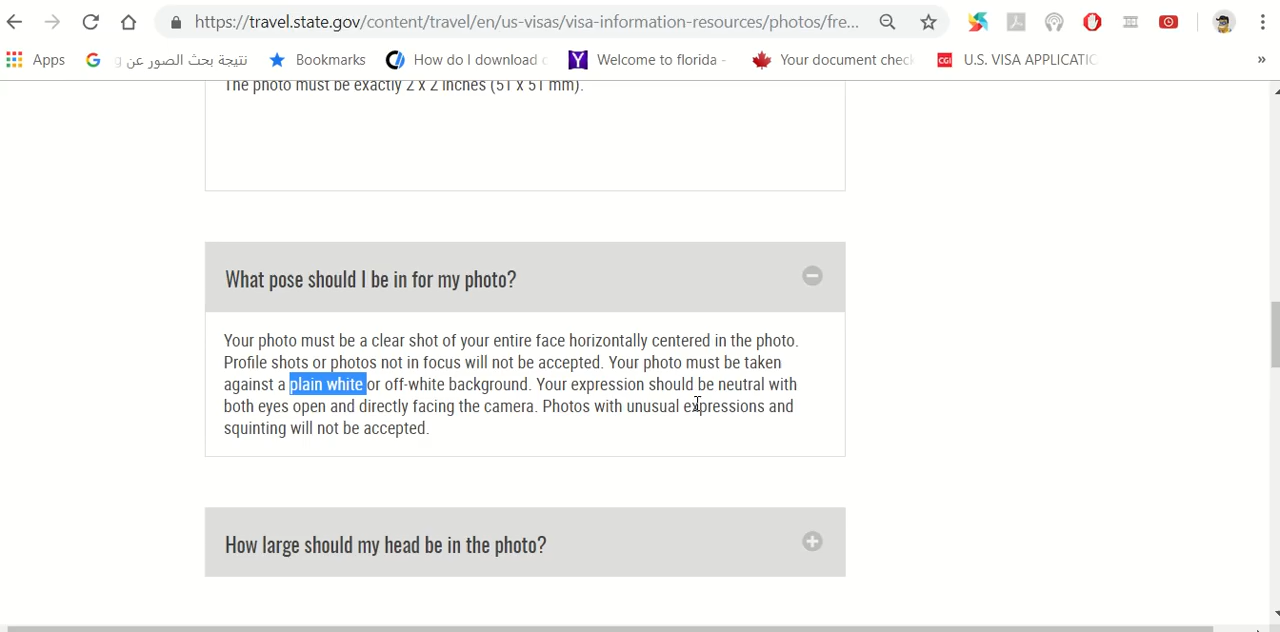 https://travel.state.gov/content/travel/en/us-visas/visa-information-resources/photos/fre...
Apps
نتيجة بحث الصور عن
Bookmarks
How do I download
Welcome to florida -
Your document check
CGI
U.S. VISA APPLICATIO
»
The photo must be exactly 2 x 2 inches (51 x 51 mm).
What pose should I be in for my photo?
Your photo must be a clear shot of your entire face horizontally centered in the photo.
Profile shots or photos not in focus will not be accepted. Your photo must be taken
against a plain white or off-white background. Your expression should be neutral with
both eyes open and directly facing the camera. Photos with unusual expressions and
squinting will not be accepted.
How large should my head be in the photo?